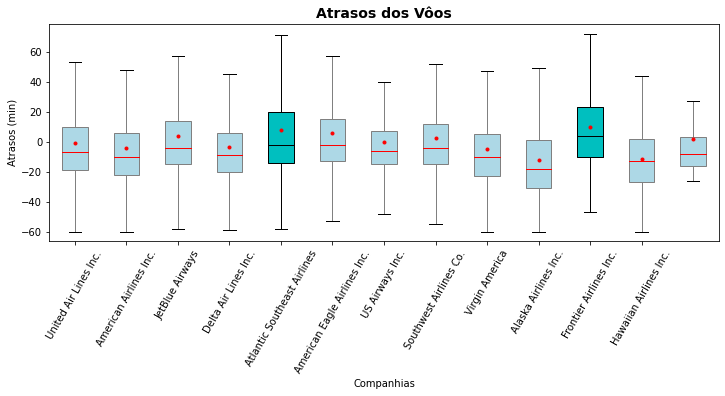 Atrasos dos Vôos
Atrasos (min)
60
40
20
0
−20
−40
−60
United Air Lines Inc.
American Airlines Inc.
JetBlue Airways
Delta Air Lines Inc.
Atlantic Southeast Airlines
American Eagle Airlines Inc.
US Airways Inc.
Southwest Airlines Co.
Virgin America
Alaska Airlines Inc.
Frontier Airlines Inc.
Hawaiian Airlines Inc.
Companhias